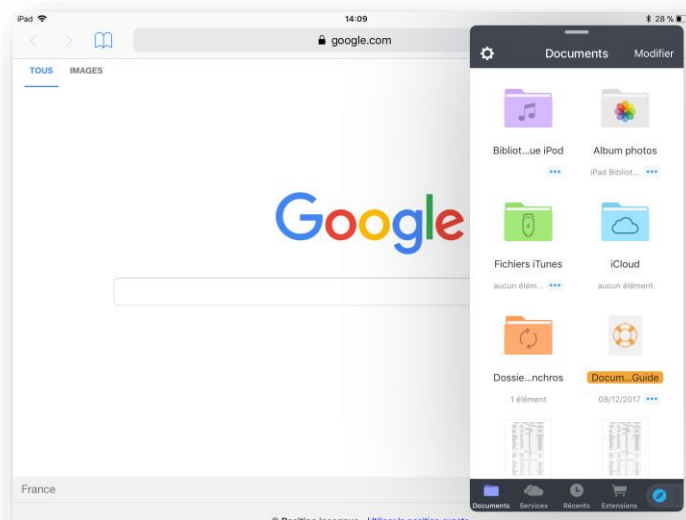 iPad 14:09 28 %
google.com
Documents Modifier
TOUS IMAGES
Bibliot...ue iPod Album photos
iPad Bibliot...
Google
Fichiers iTunes iCloud
aucun élém... aucun élément
Dossie...nchros Docum...Guide
1 élément 08/12/2017
France
Documents Services Récents Extensions